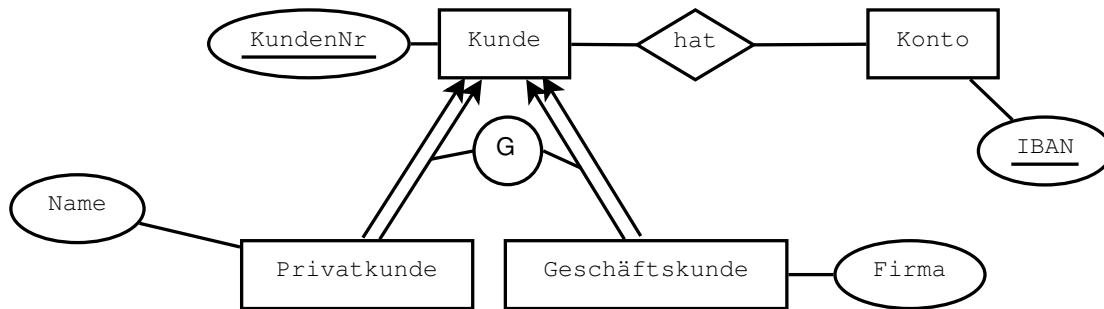 KundenNr
Kunde
hat
Konto
G
IBAN
Name
Privatkunde
Geschäftskunde
Firma